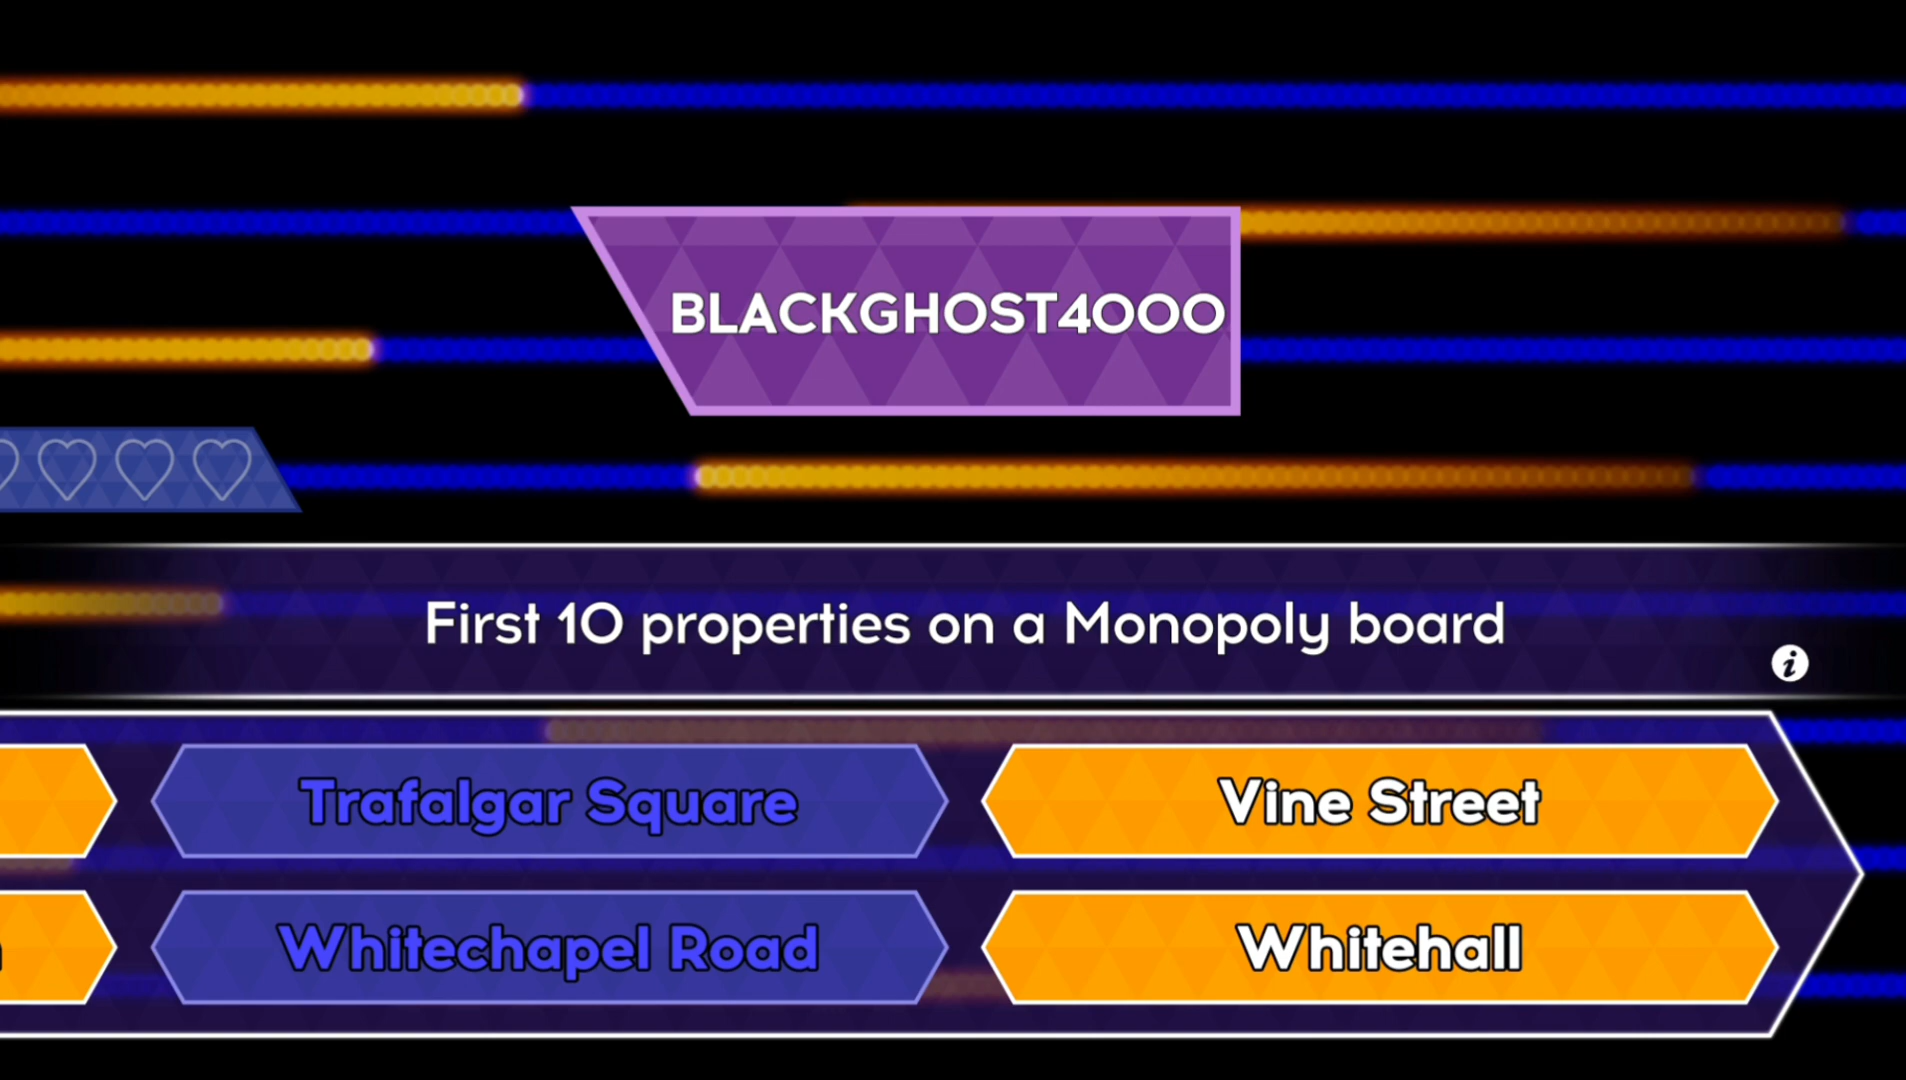 BLACKGHOST4000
First 10 properties on a Monopoly board
i
Trafalgar Square
Vine Street
Whitechapel Road
Whitehall